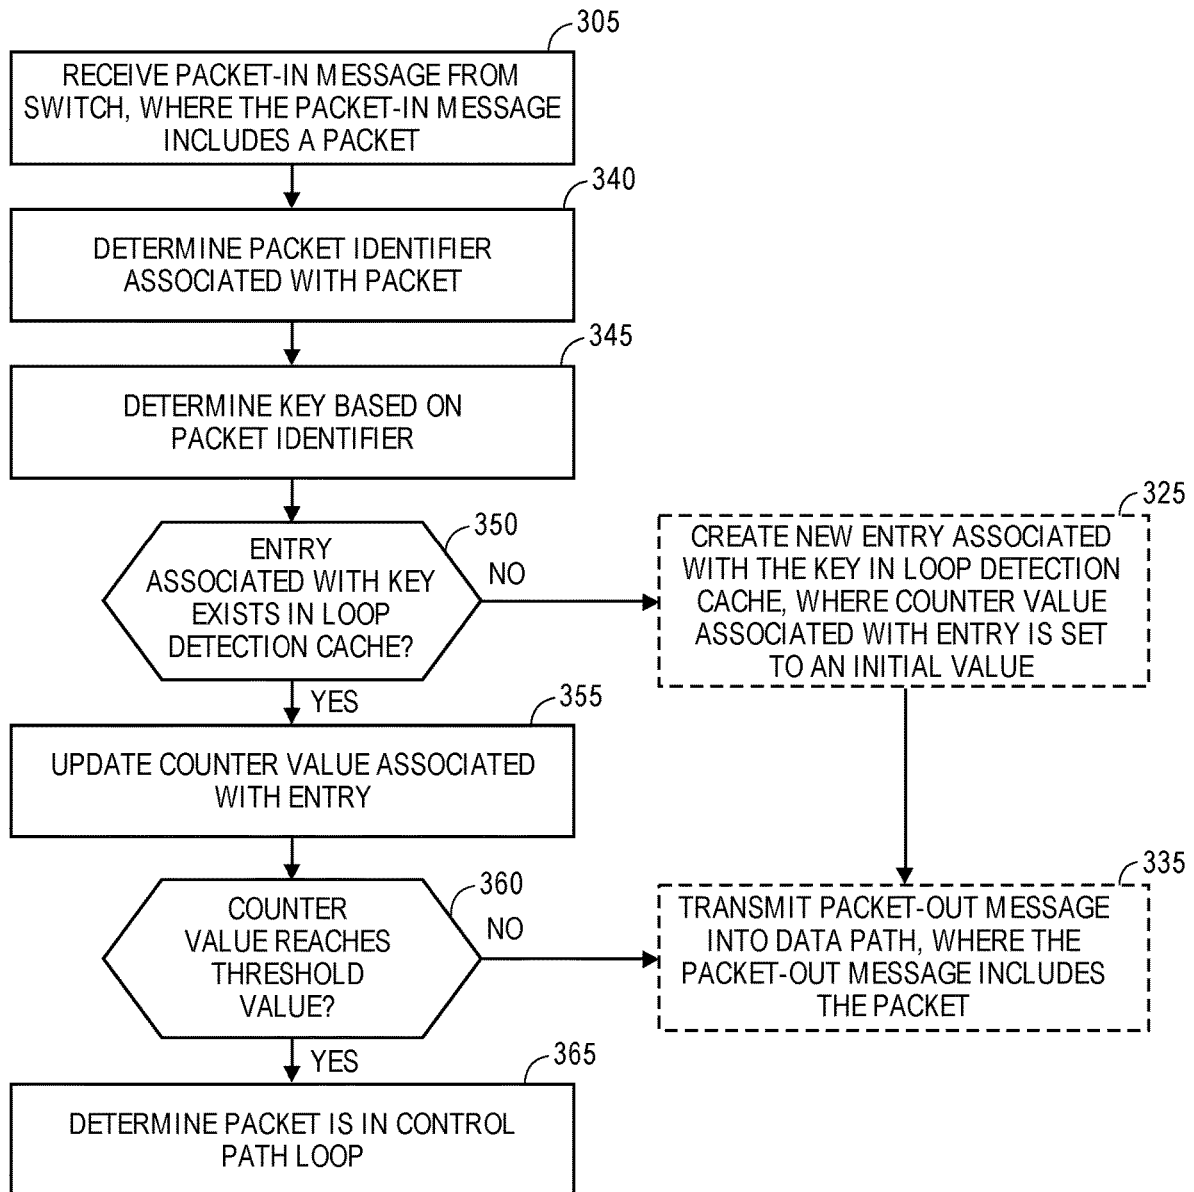 305
RECEIVE PACKET-IN MESSAGE FROM
SWITCH, WHERE THE PACKET-IN MESSAGE
INCLUDES A PACKET
340
DETERMINE PACKET IDENTIFIER
ASSOCIATED WITH PACKET
345
DETERMINE KEY BASED ON
PACKET IDENTIFIER
350
ENTRY
ASSOCIATED WITH KEY
EXISTS IN LOOP
DETECTION CACHE?
NO
YES
325
CREATE NEW ENTRY ASSOCIATED
WITH THE KEY IN LOOP DETECTION
CACHE, WHERE COUNTER VALUE
ASSOCIATED WITH ENTRY IS SET
TO AN INITIAL VALUE
355
UPDATE COUNTER VALUE ASSOCIATED
WITH ENTRY
360
COUNTER
VALUE REACHES
THRESHOLD
VALUE?
NO
YES
335
TRANSMIT PACKET-OUT MESSAGE
INTO DATA PATH, WHERE THE
PACKET-OUT MESSAGE INCLUDES
THE PACKET
365
DETERMINE PACKET IS IN CONTROL
PATH LOOP